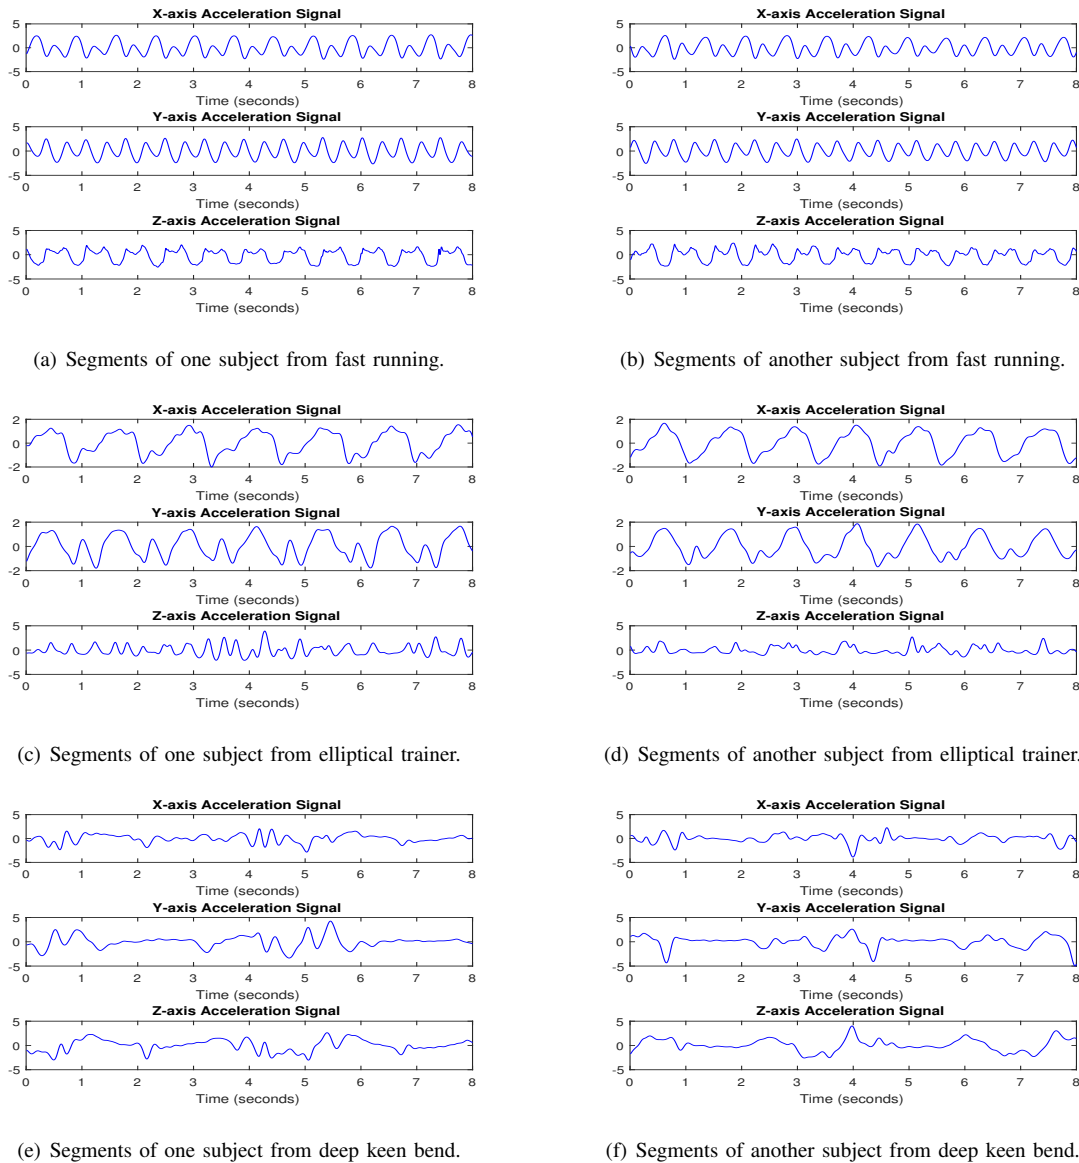 X-axis Acceleration Signal
5
0
-5
0 1 2 3 4 5 6 7 8
Time (seconds)
Y-axis Acceleration Signal
5
0
-5
0 1 2 3 4 5 6 7 8
Time (seconds)
Z-axis Acceleration Signal
5
0
-5
0 1 2 3 4 5 6 7 8
Time (seconds)
(a) Segments of one subject from fast running.
X-axis Acceleration Signal
5
0
-5
0 1 2 3 4 5 6 7 8
Time (seconds)
Y-axis Acceleration Signal
5
0
-5
0 1 2 3 4 5 6 7 8
Time (seconds)
Z-axis Acceleration Signal
5
0
-5
0 1 2 3 4 5 6 7 8
Time (seconds)
(b) Segments of another subject from fast running.
X-axis Acceleration Signal
2
0
-2
0 1 2 3 4 5 6 7 8
Time (seconds)
Y-axis Acceleration Signal
2
0
-2
0 1 2 3 4 5 6 7 8
Time (seconds)
Z-axis Acceleration Signal
5
0
-5
0 1 2 3 4 5 6 7 8
Time (seconds)
(c) Segments of one subject from elliptical trainer.
X-axis Acceleration Signal
2
0
-2
0 1 2 3 4 5 6 7 8
Time (seconds)
Y-axis Acceleration Signal
2
0
-2
0 1 2 3 4 5 6 7 8
Time (seconds)
Z-axis Acceleration Signal
5
0
-5
0 1 2 3 4 5 6 7 8
Time (seconds)
(d) Segments of another subject from elliptical trainer.
X-axis Acceleration Signal
5
0
-5
0 1 2 3 4 5 6 7 8
Time (seconds)
Y-axis Acceleration Signal
5
0
-5
0 1 2 3 4 5 6 7 8
Time (seconds)
Z-axis Acceleration Signal
5
0
-5
0 1 2 3 4 5 6 7 8
Time (seconds)
(e) Segments of one subject from deep keen bend.
X-axis Acceleration Signal
5
0
-5
0 1 2 3 4 5 6 7 8
Time (seconds)
Y-axis Acceleration Signal
5
0
-5
0 1 2 3 4 5 6 7 8
Time (seconds)
Z-axis Acceleration Signal
5
0
-5
0 1 2 3 4 5 6 7 8
Time (seconds)
(f) Segments of another subject from deep keen bend.